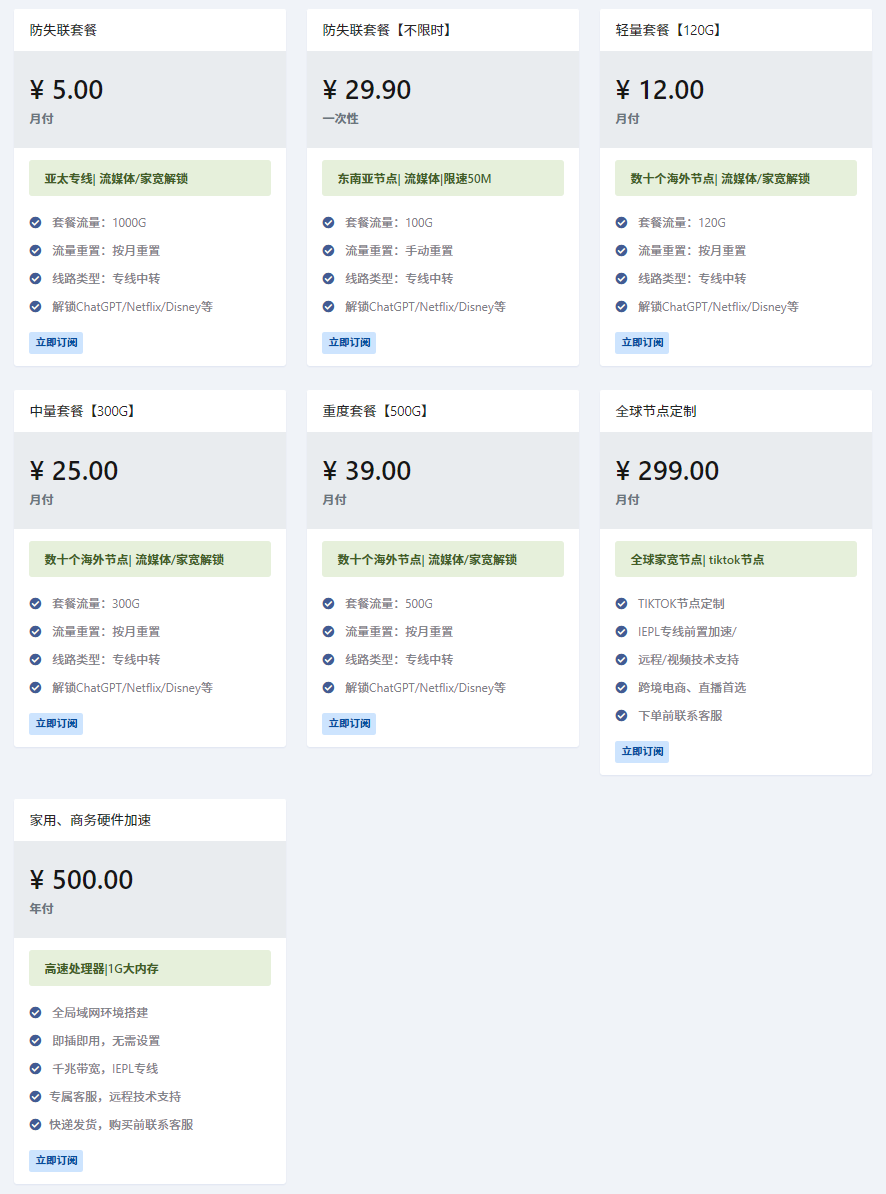 防失联套餐
¥ 5.00
月付
亚太专线| 流媒体/家宽解锁
套餐流量：1000G
流量重置：按月重置
线路类型：专线中转
解锁ChatGPT/Netflix/Disney等
立即订阅
防失联套餐【不限时】
¥ 29.90
一次性
东南亚节点| 流媒体|限速50M
套餐流量：100G
流量重置：手动重置
线路类型：专线中转
解锁ChatGPT/Netflix/Disney等
立即订阅
轻量套餐【120G】
¥ 12.00
月付
数十个海外节点| 流媒体/家宽解锁
套餐流量：120G
流量重置：按月重置
线路类型：专线中转
解锁ChatGPT/Netflix/Disney等
立即订阅
中量套餐【300G】
¥ 25.00
月付
数十个海外节点| 流媒体/家宽解锁
套餐流量：300G
流量重置：按月重置
线路类型：专线中转
解锁ChatGPT/Netflix/Disney等
立即订阅
重度套餐【500G】
¥ 39.00
月付
数十个海外节点| 流媒体/家宽解锁
套餐流量：500G
流量重置：按月重置
线路类型：专线中转
解锁ChatGPT/Netflix/Disney等
立即订阅
全球节点定制
¥ 299.00
月付
全球家宽节点| tiktok节点
TIKTOK节点定制
IEPL专线前置加速/
远程/视频技术支持
跨境电商、直播首选
下单前联系客服
立即订阅
家用、商务硬件加速
¥ 500.00
年付
高速处理器|1G大内存
全局域网环境搭建
即插即用，无需设置
千兆带宽，IEPL专线
专属客服，远程技术支持
快递发货，购买前联系客服
立即订阅